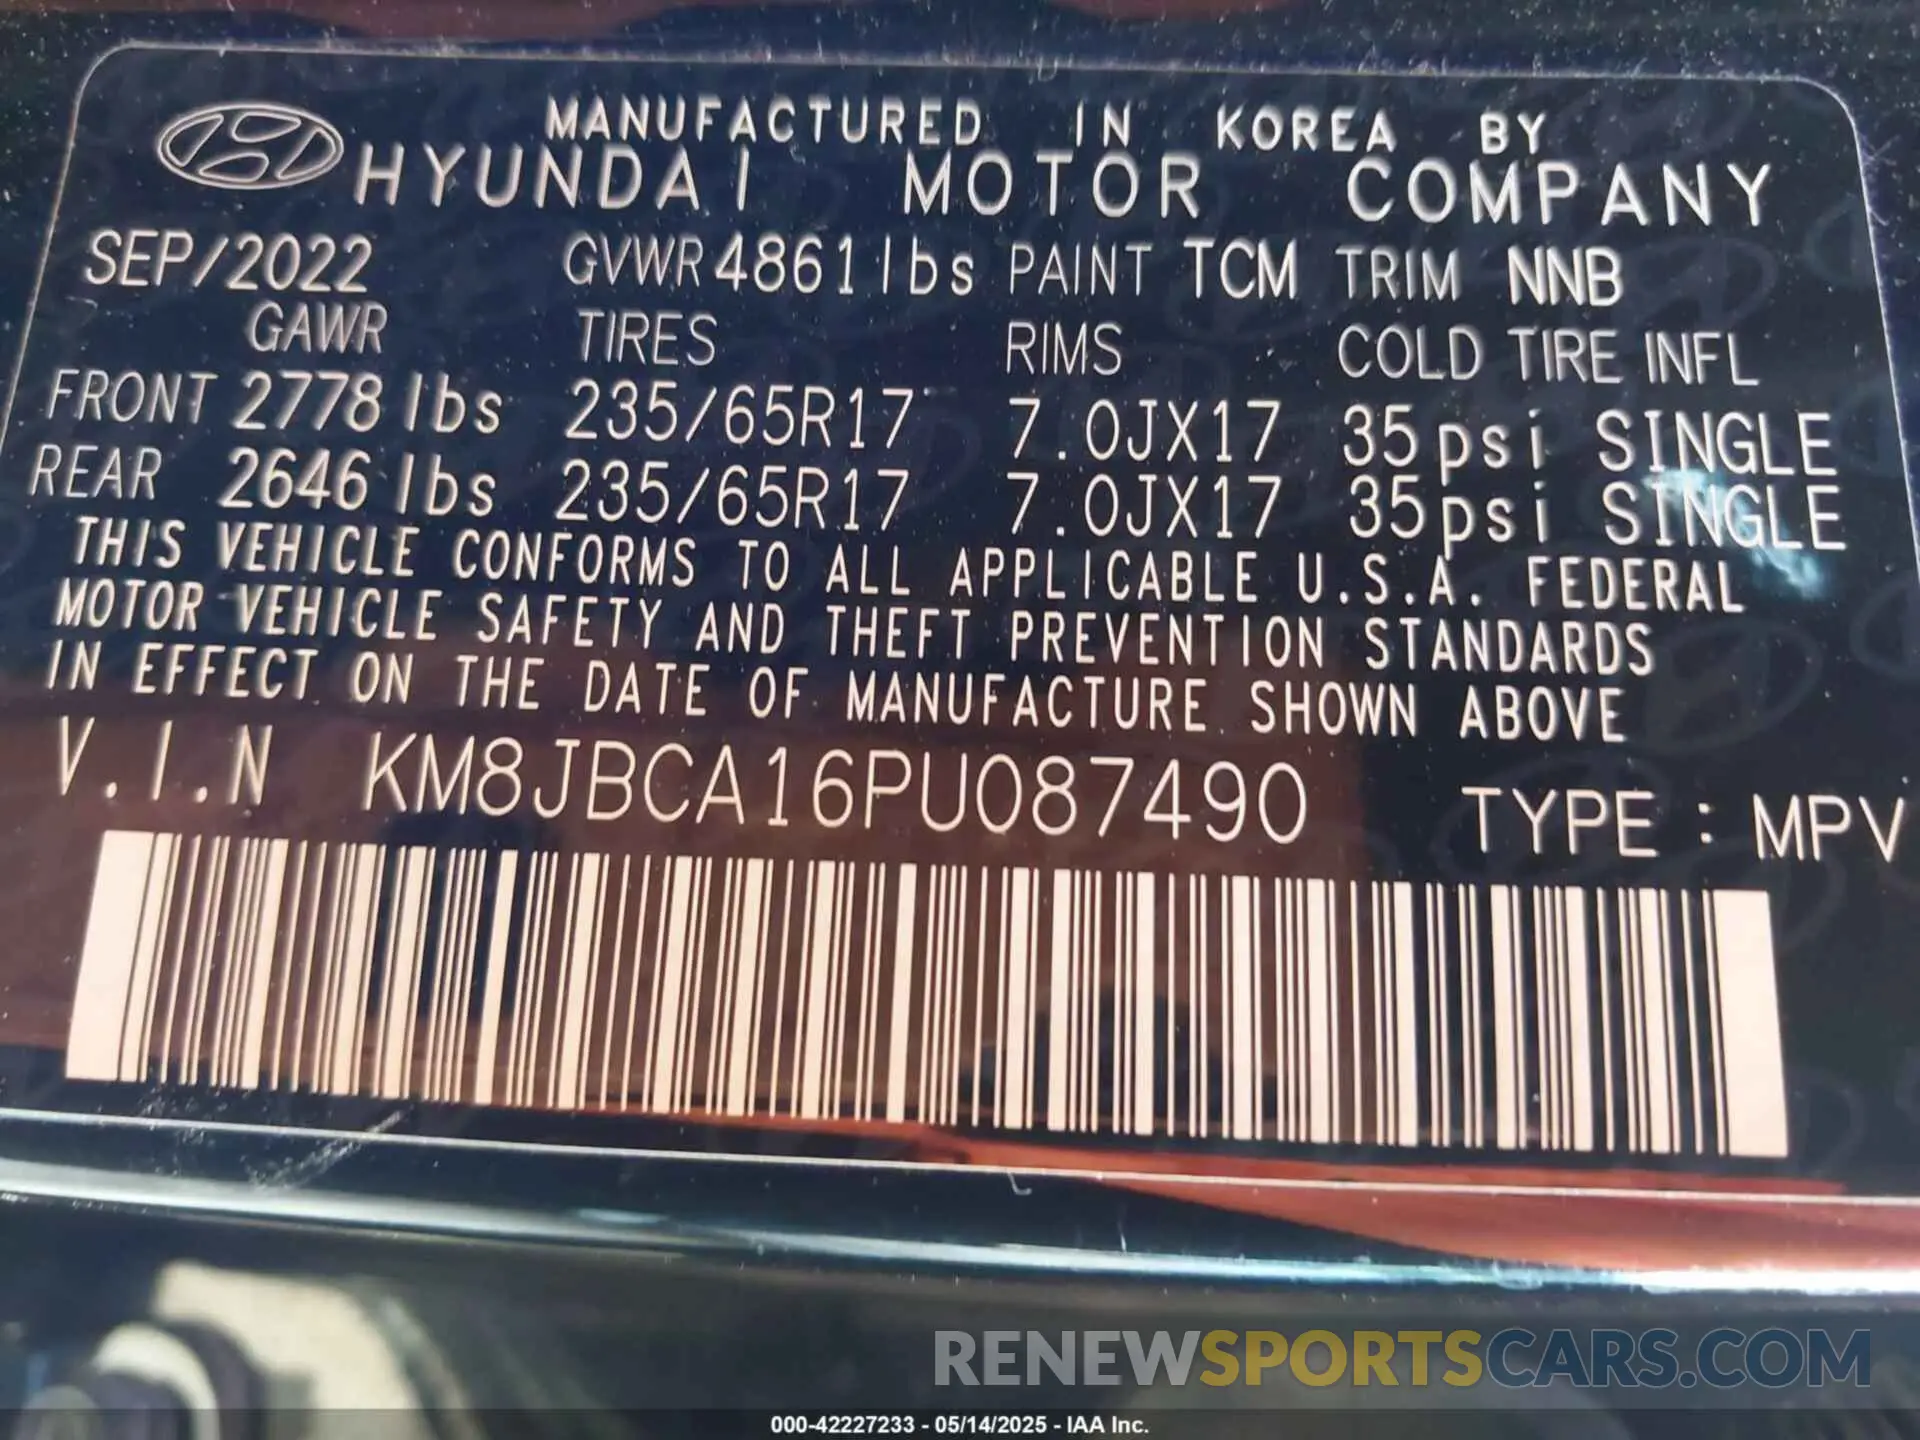 MANUFACTURED IN KOREA BY
HYUNDAI MOTOR COMPANY
SEP/2022 GVWR 4861lbs PAINT TCM TRIM NNB
GAWR TIRES RIMS COLD TIRE INFL
FRONT 2778 lbs 235/65R17 7.0JX17 35psi SINGLE
REAR 2646 lbs 235/65R17 7.0JX17 35psi SINGLE
THIS VEHICLE CONFORMS TO ALL APPLICABLE U.S.A. FEDERAL
MOTOR VEHICLE SAFETY AND THEFT PREVENTION STANDARDS
IN EFFECT ON THE DATE OF MANUFACTURE SHOWN ABOVE
V.I.N KM8JBCA16PU087490 TYPE : MPV
RENEWSPORTSCARS.COM
000-42227233 - 05/14/2025 - IAA Inc.